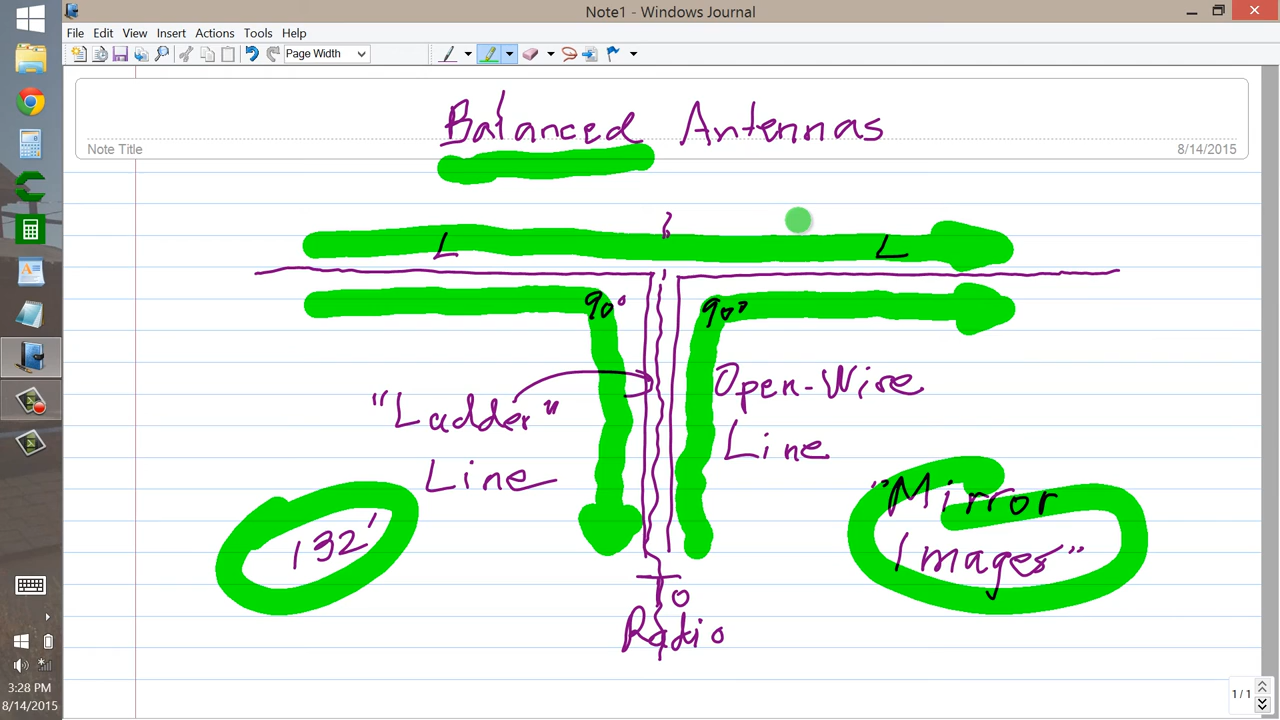 Note1 - Windows Journal
File Edit View Insert Actions Tools Help
Page Width
Balanced Antennas
Note Title
8/14/2015
L L
90° 90°
"Ladder"
Line
Open-Wire
Line
132'
"Mirror
Images"
Radio
3:28 PM
8/14/2015
1 / 1